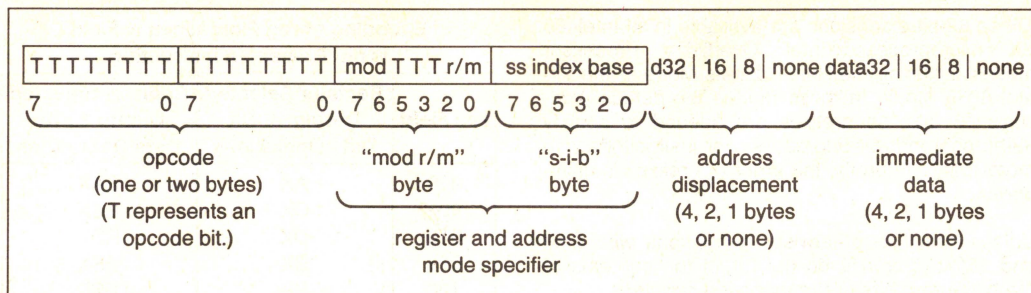 T T T T T T T T | T T T T T T T T | mod T T T r/m | ss index base | d32 | 16 | 8 | none data32 | 16 | 8 | none
7 0 7 0 7 6 5 3 2 0 7 6 5 3 2 0
opcode
(one or two bytes)
(T represents an
opcode bit.)
“mod r/m”
byte
“s-i-b”
byte
register and address
mode specifier
address
displacement
(4, 2, 1 bytes
or none)
immediate
data
(4, 2, 1 bytes
or none)